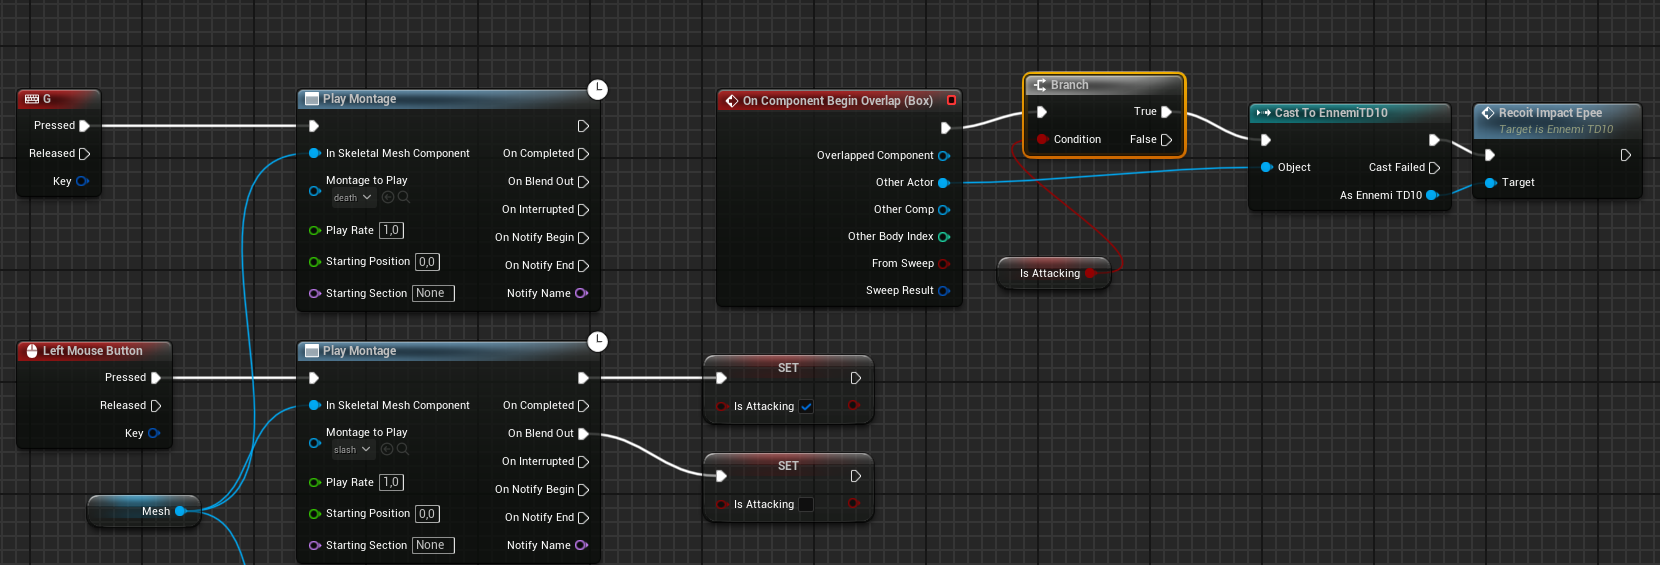 G
Pressed
Released
Key
Play Montage
In Skeletal Mesh Component
On Completed
Montage to Play
death
On Blend Out
On Interrupted
Play Rate 1,0
On Notify Begin
Starting Position 0,0
On Notify End
Starting Section None
Notify Name
On Component Begin Overlap (Box)
Overlapped Component
Other Actor
Other Comp
Other Body Index
From Sweep
Sweep Result
Branch
True
Condition
False
Is Attacking
Cast To EnnemiTD10
Object
Cast Failed
As Ennemi TD10
Recoit Impact Epee
Target is Ennemi TD10
Target
Left Mouse Button
Pressed
Released
Key
Mesh
Play Montage
In Skeletal Mesh Component
On Completed
Montage to Play
slash
On Blend Out
On Interrupted
Play Rate 1,0
On Notify Begin
Starting Position 0,0
On Notify End
Starting Section None
Notify Name
SET
Is Attacking
SET
Is Attacking